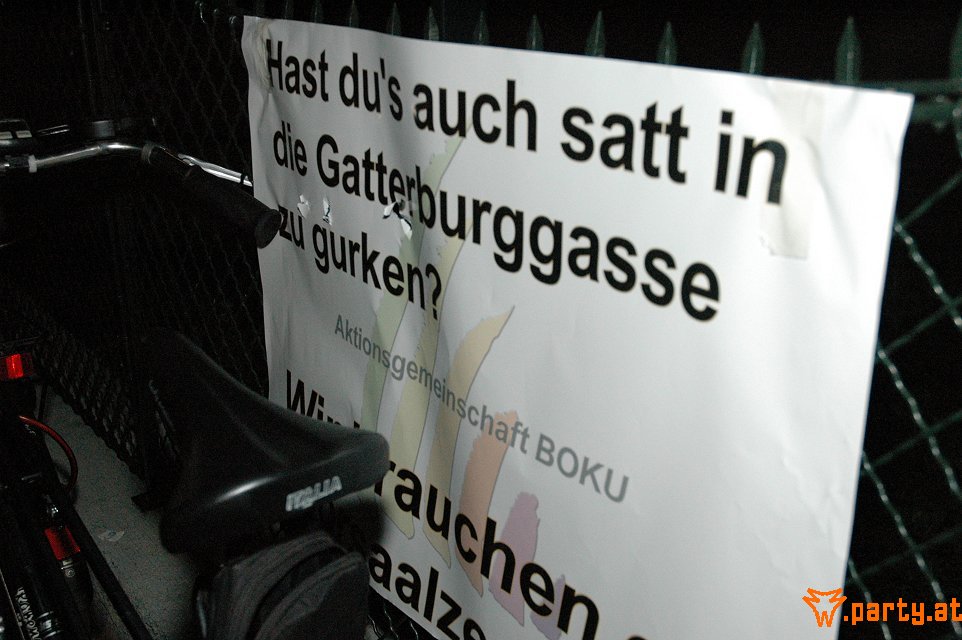 Hast du's auch satt in
die Gatterburggasse
zu gurken?
Aktionsgemeinschaft BOKU
ITALIA
.party.at